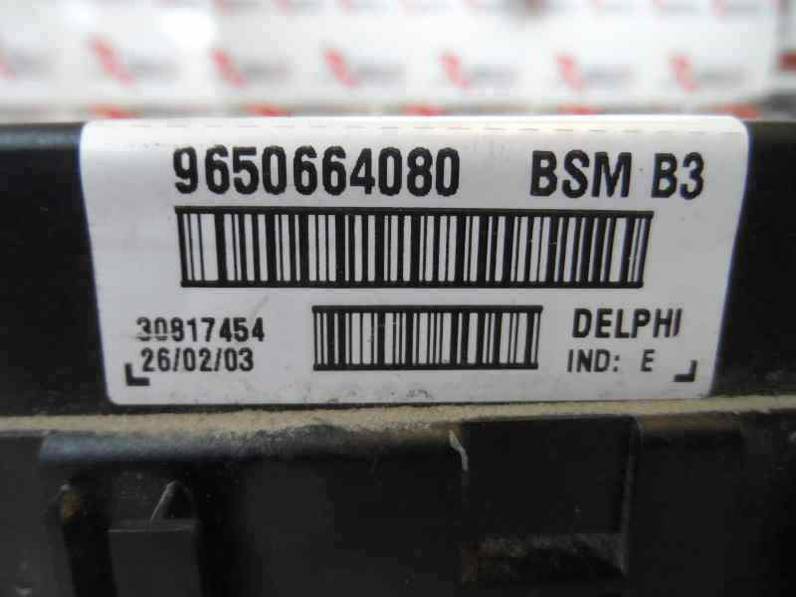 9650664080 BSM B3
30817454 DELPHI
26/02/03 IND: E